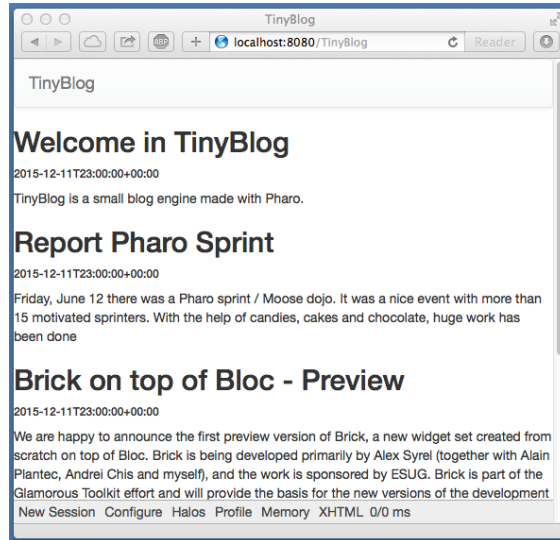 TinyBlog
ABP
localhost:8080/TinyBlog
Reader
TinyBlog
Welcome in TinyBlog
2015-12-11T23:00:00+00:00
TinyBlog is a small blog engine made with Pharo.
Report Pharo Sprint
2015-12-11T23:00:00+00:00
Friday, June 12 there was a Pharo sprint / Moose dojo. It was a nice event with more than
15 motivated sprinters. With the help of candies, cakes and chocolate, huge work has
been done
Brick on top of Bloc - Preview
2015-12-11T23:00:00+00:00
We are happy to announce the first preview version of Brick, a new widget set created from
scratch on top of Bloc. Brick is being developed primarily by Alex Syrel (together with Alain
Plantec, Andrei Chis and myself), and the work is sponsored by ESUG. Brick is part of the
Glamorous Toolkit effort and will provide the basis for the new versions of the development
New Session Configure Halos Profile Memory XHTML 0/0 ms